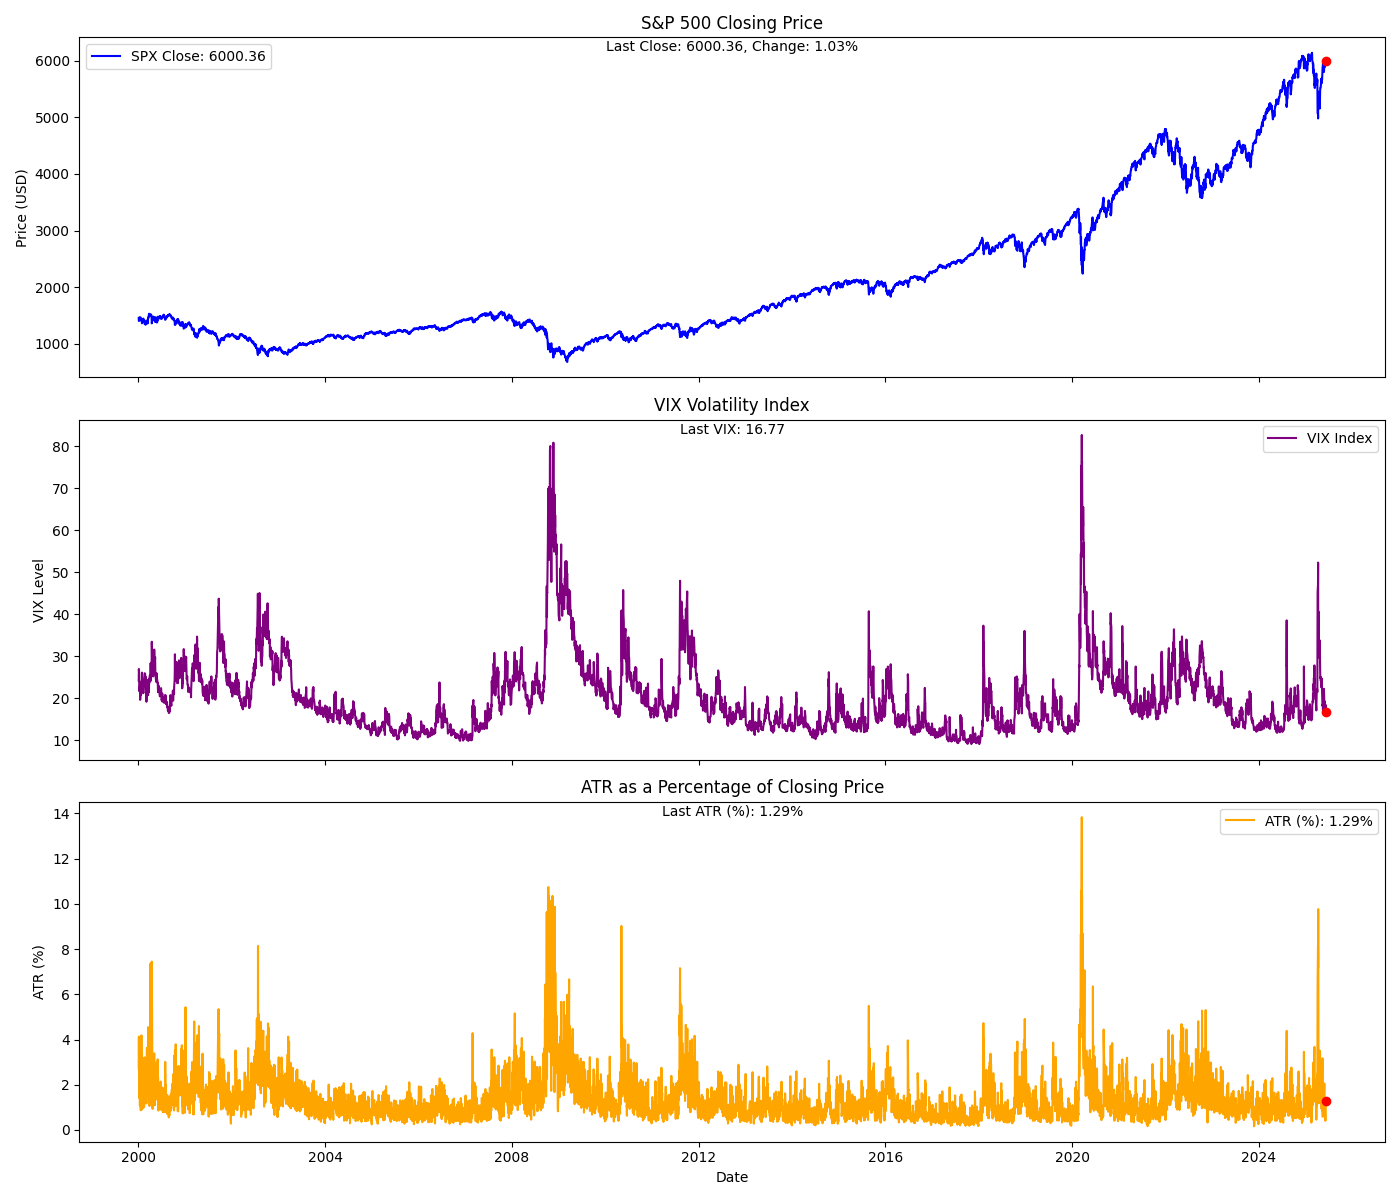 S&P 500 Closing Price
Last Close: 6000.36, Change: 1.03%
SPX Close: 6000.36
Price (USD)
6000
5000
4000
3000
2000
1000
VIX Volatility Index
Last VIX: 16.77
VIX Index
VIX Level
80
70
60
50
40
30
20
10
ATR as a Percentage of Closing Price
Last ATR (%): 1.29%
ATR (%): 1.29%
ATR (%)
14
12
10
8
6
4
2
0
2000 2004 2008 2012 2016 2020 2024
Date